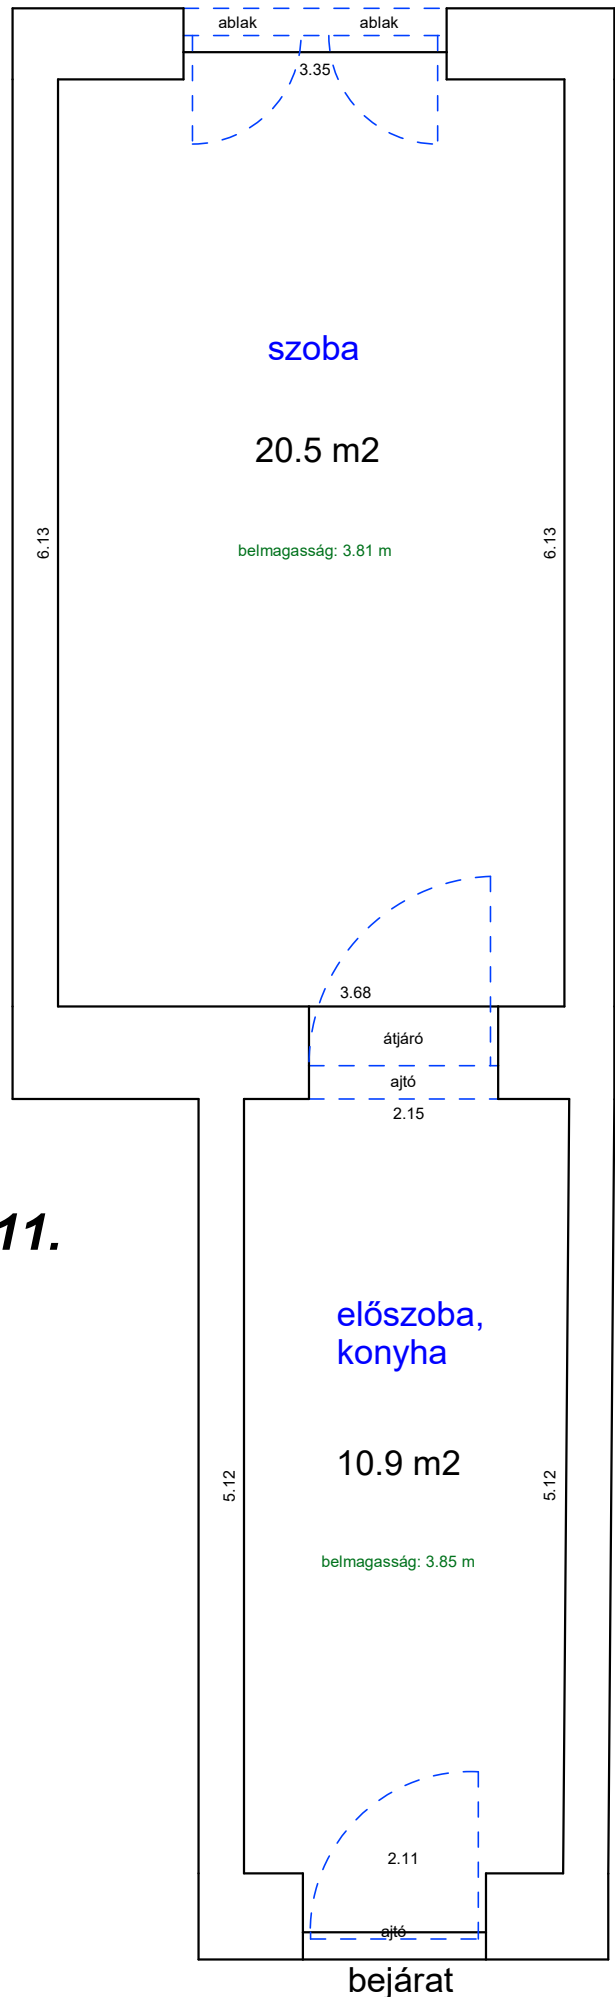 ablak ablak
3.35
szoba
20.5 m2
belmagasság: 3.81 m
6.13 6.13
3.68
átjáró
ajtó
2.15
11.
előszoba,
konyha
10.9 m2
5.12 5.12
belmagasság: 3.85 m
2.11
ajtó
bejárat